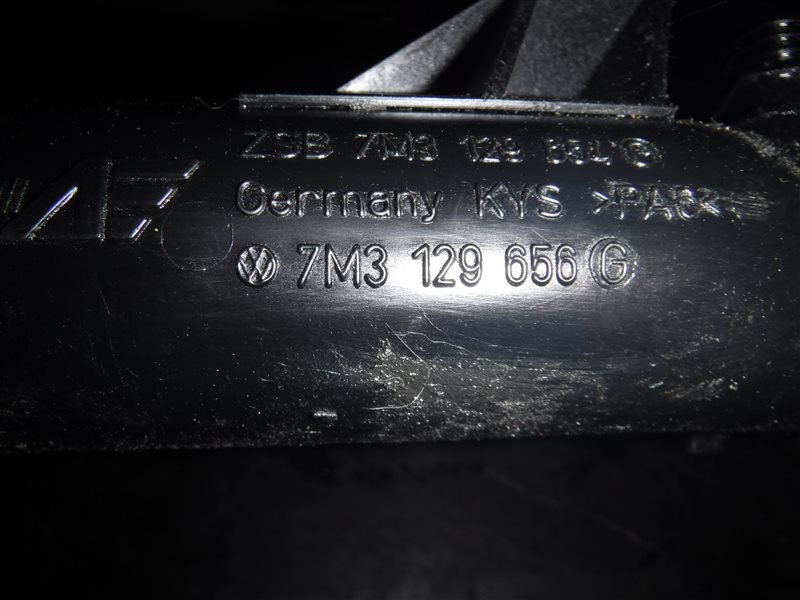 ZSB 7M3 129
Germany KYS >PA6<
7M3 129 656 G